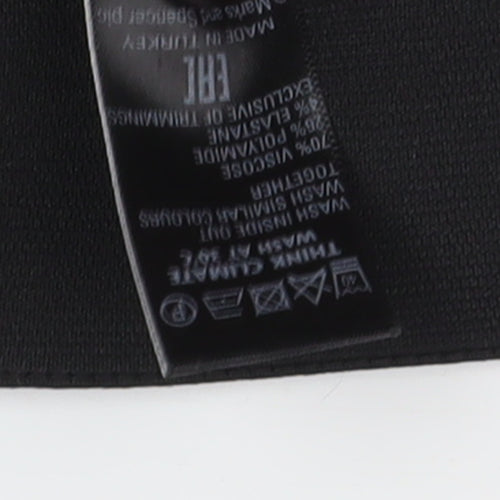 40
P
THINK CLIMATE
WASH AT 30°C
WASH INSIDE OUT
WASH SIMILAR COLOURS
TOGETHER
70% VISCOSE
26% POLYAMIDE
4% ELASTANE
EXCLUSIVE OF TRIMMINGS
EAC
MADE IN TURKEY
Marks and Spencer plc